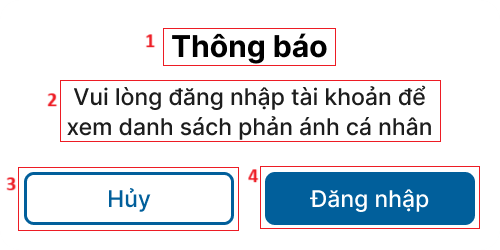 1 Thông báo
2 Vui lòng đăng nhập tài khoản để
xem danh sách phản ánh cá nhân
3 Hủy 4 Đăng nhập